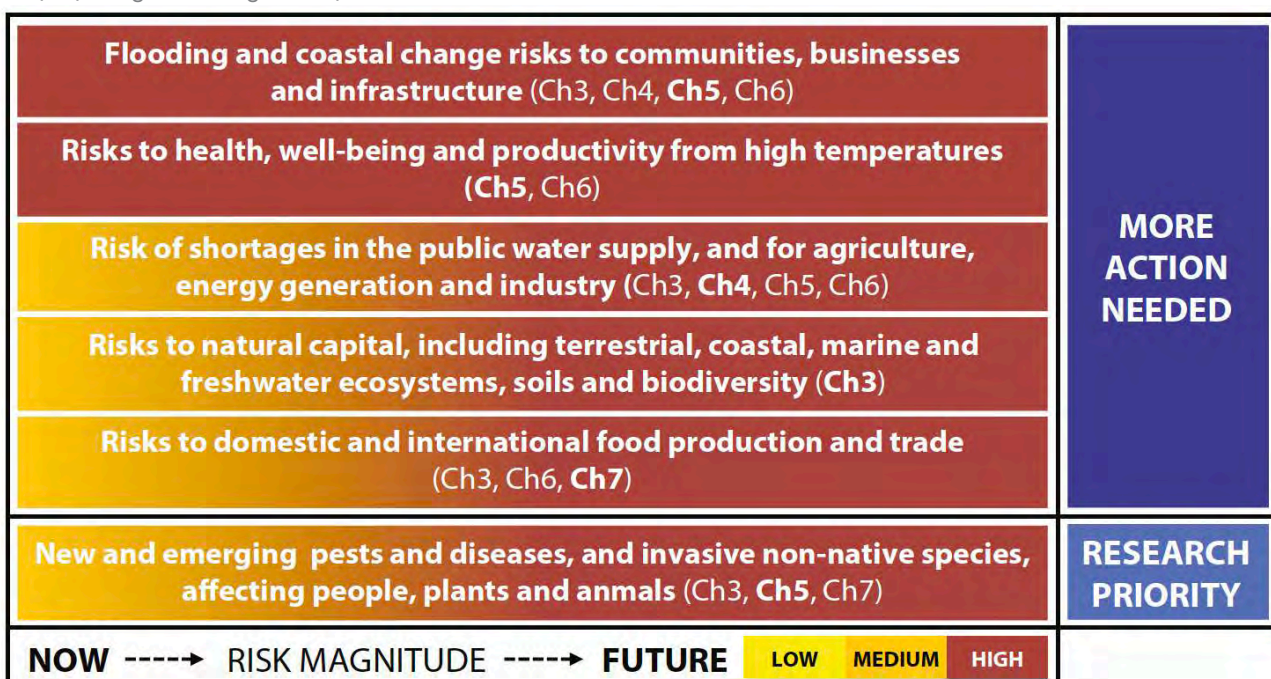 Flooding and coastal change risks to communities, businesses
and infrastructure (Ch3, Ch4, Ch5, Ch6)
Risks to health, well-being and productivity from high temperatures
(Ch5, Ch6)
Risk of shortages in the public water supply, and for agriculture,
energy generation and industry (Ch3, Ch4, Ch5, Ch6)
Risks to natural capital, including terrestrial, coastal, marine and
freshwater ecosystems, soils and biodiversity (Ch3)
Risks to domestic and international food production and trade
(Ch3, Ch6, Ch7)
MORE
ACTION
NEEDED
New and emerging pests and diseases, and invasive non-native species,
affecting people, plants and anmals (Ch3, Ch5, Ch7)
RESEARCH
PRIORITY
NOW RISK MAGNITUDE FUTURE LOW MEDIUM HIGH